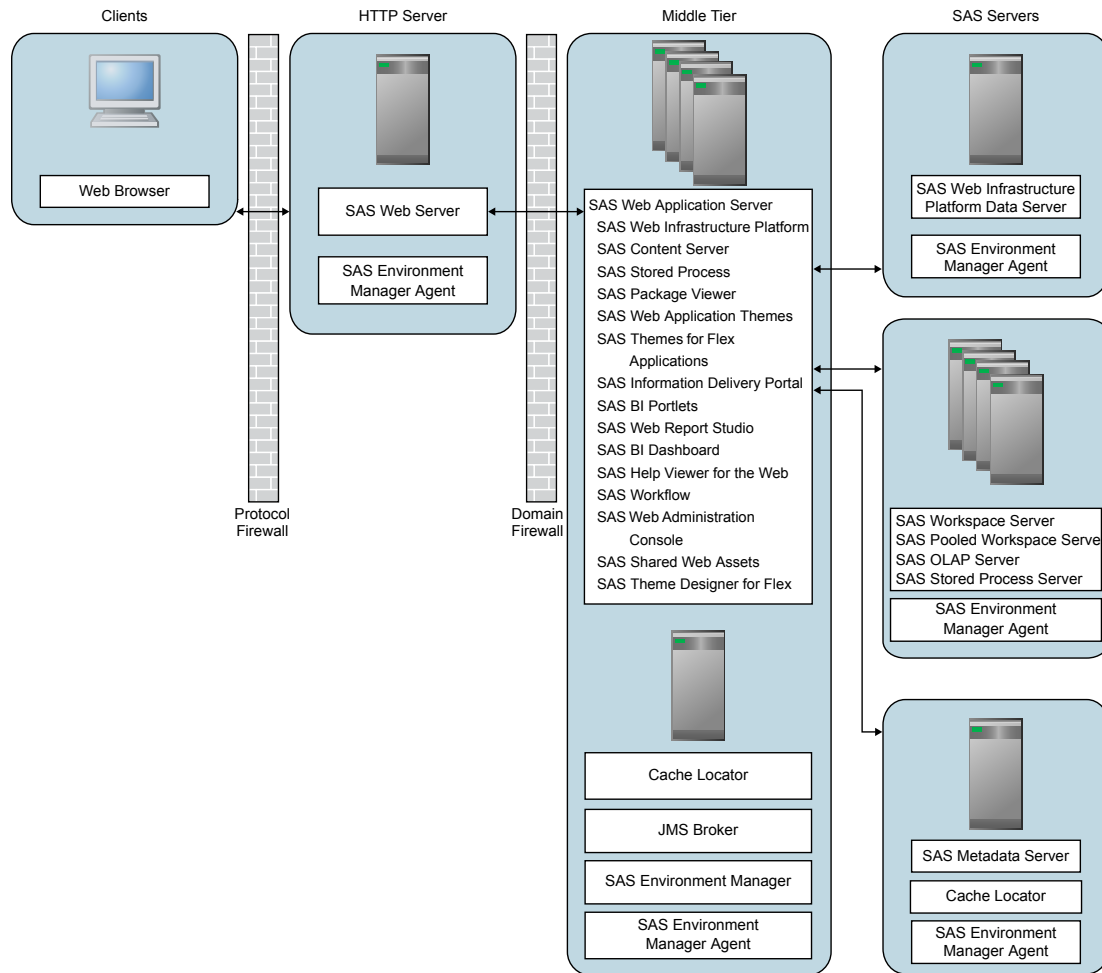 Clients
HTTP Server
Middle Tier
SAS Servers
Web Browser
Protocol
Firewall
SAS Web Server
SAS Environment
Manager Agent
Domain
Firewall
SAS Web Application Server
SAS Web Infrastructure Platform
SAS Content Server
SAS Stored Process
SAS Package Viewer
SAS Web Application Themes
SAS Themes for Flex
Applications
SAS Information Delivery Portal
SAS BI Portlets
SAS Web Report Studio
SAS BI Dashboard
SAS Help Viewer for the Web
SAS Workflow
SAS Web Administration
Console
SAS Shared Web Assets
SAS Theme Designer for Flex
Cache Locator
JMS Broker
SAS Environment Manager
SAS Environment
Manager Agent
SAS Web Infrastructure
Platform Data Server
SAS Environment
Manager Agent
SAS Workspace Server
SAS Pooled Workspace Serve
SAS OLAP Server
SAS Stored Process Server
SAS Environment
Manager Agent
SAS Metadata Server
Cache Locator
SAS Environment
Manager Agent